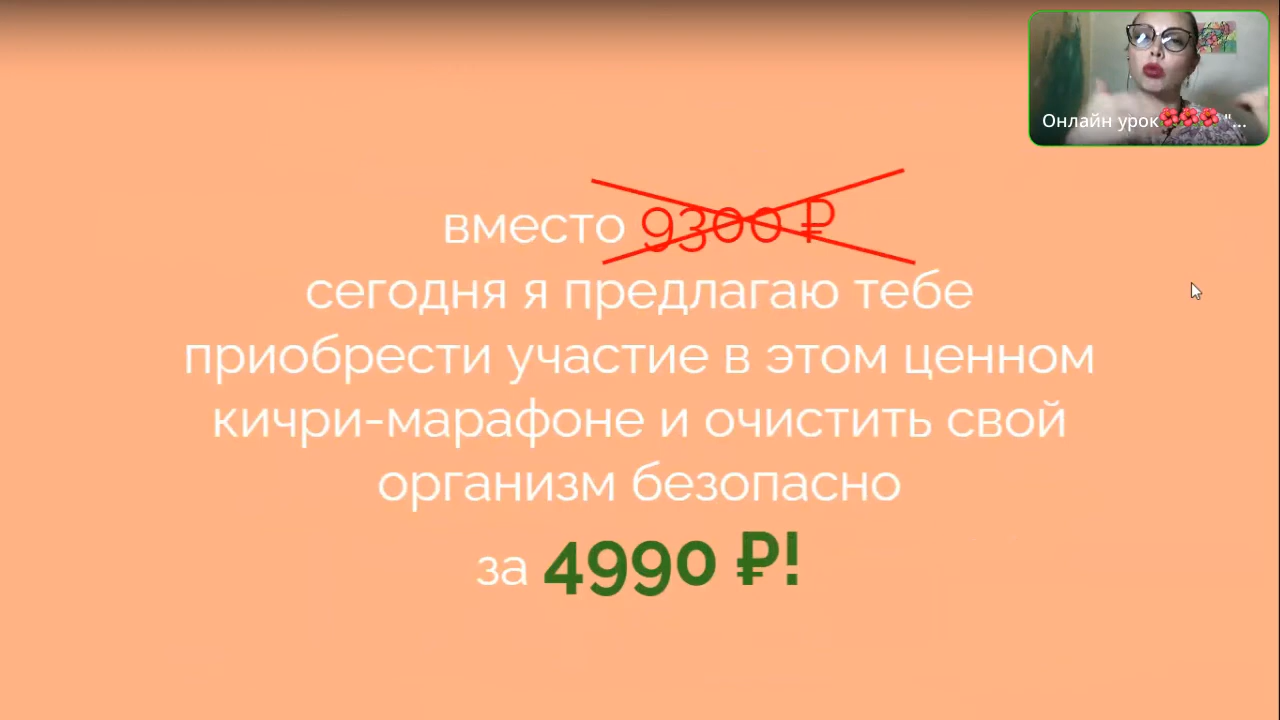 Онлайн урок🌺🌺🌺 "...
вместо 9300 ₽
сегодня я предлагаю тебе
приобрести участие в этом ценном
кичри-марафоне и очистить свой
организм безопасно
за 4990 ₽!